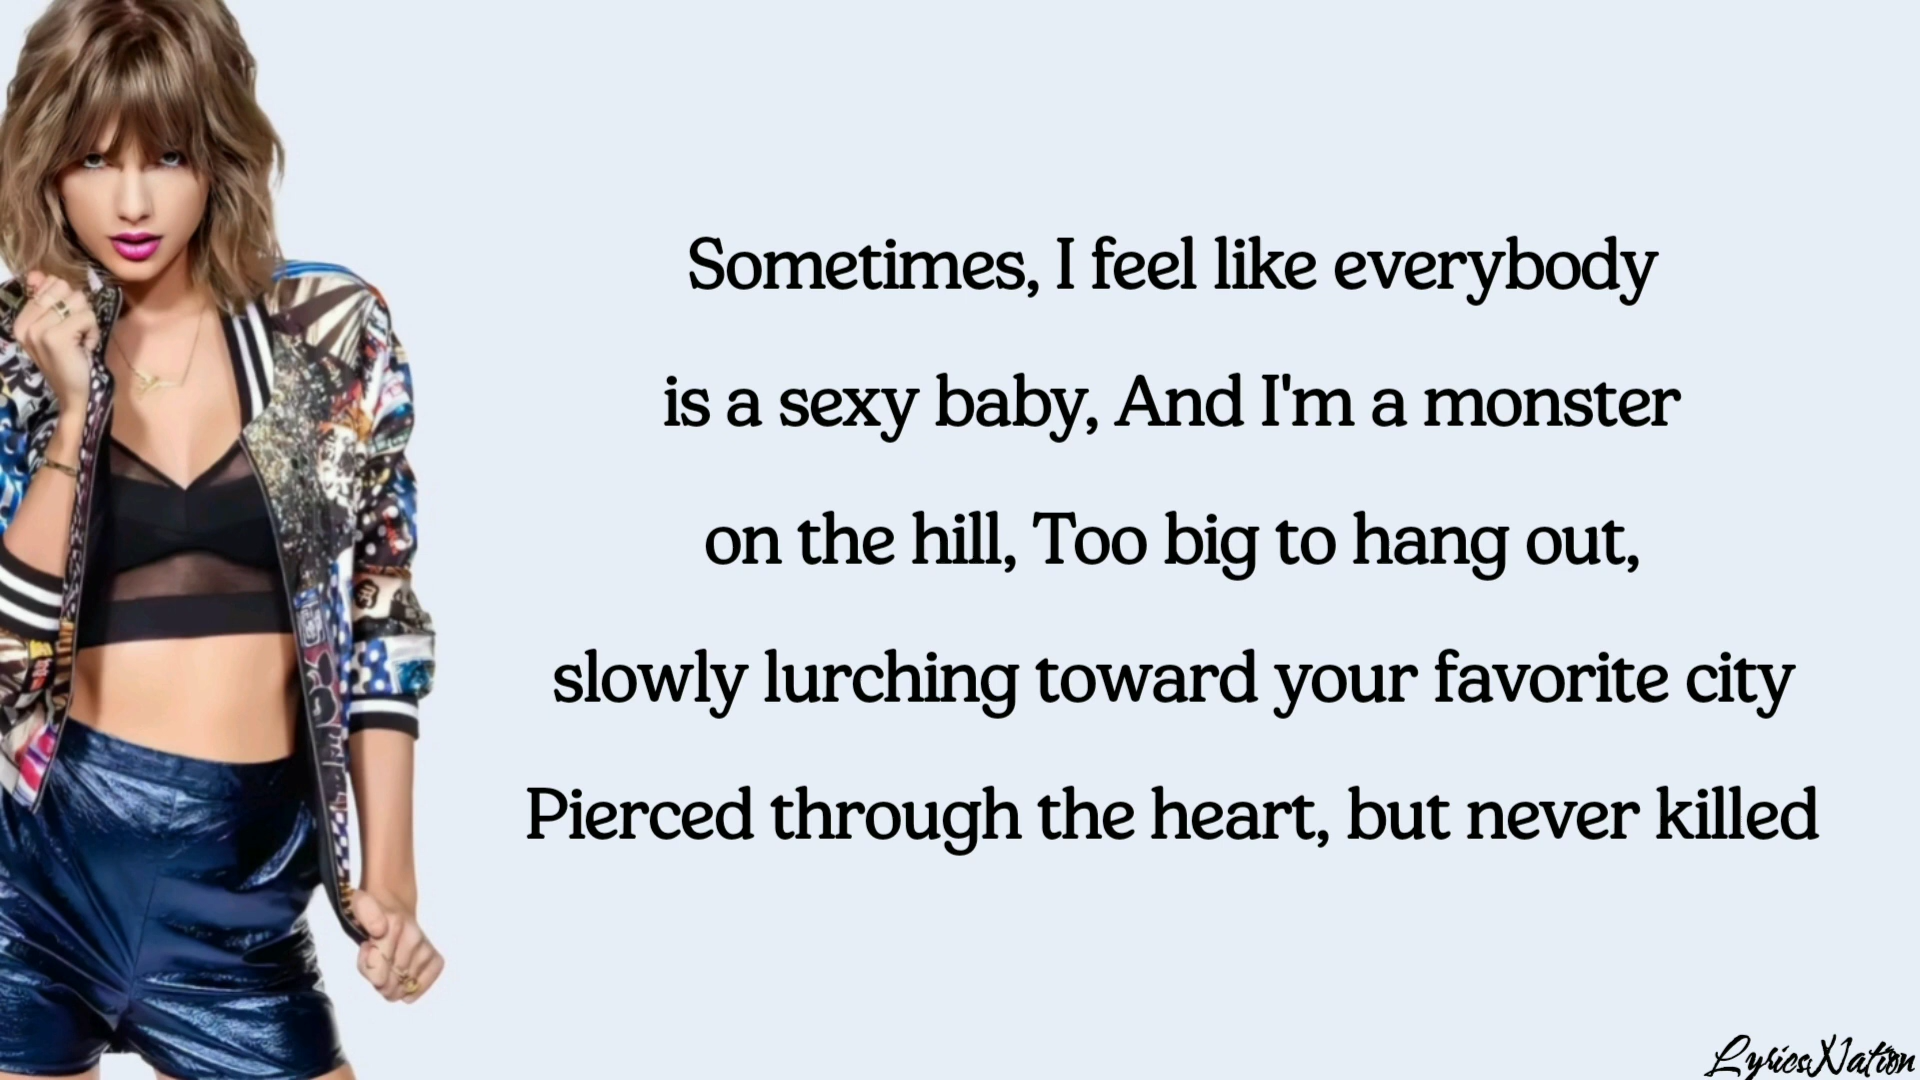 Sometimes, I feel like everybody
is a sexy baby, And I'm a monster
on the hill, Too big to hang out,
slowly lurching toward your favorite city
Pierced through the heart, but never killed
LyricsNation